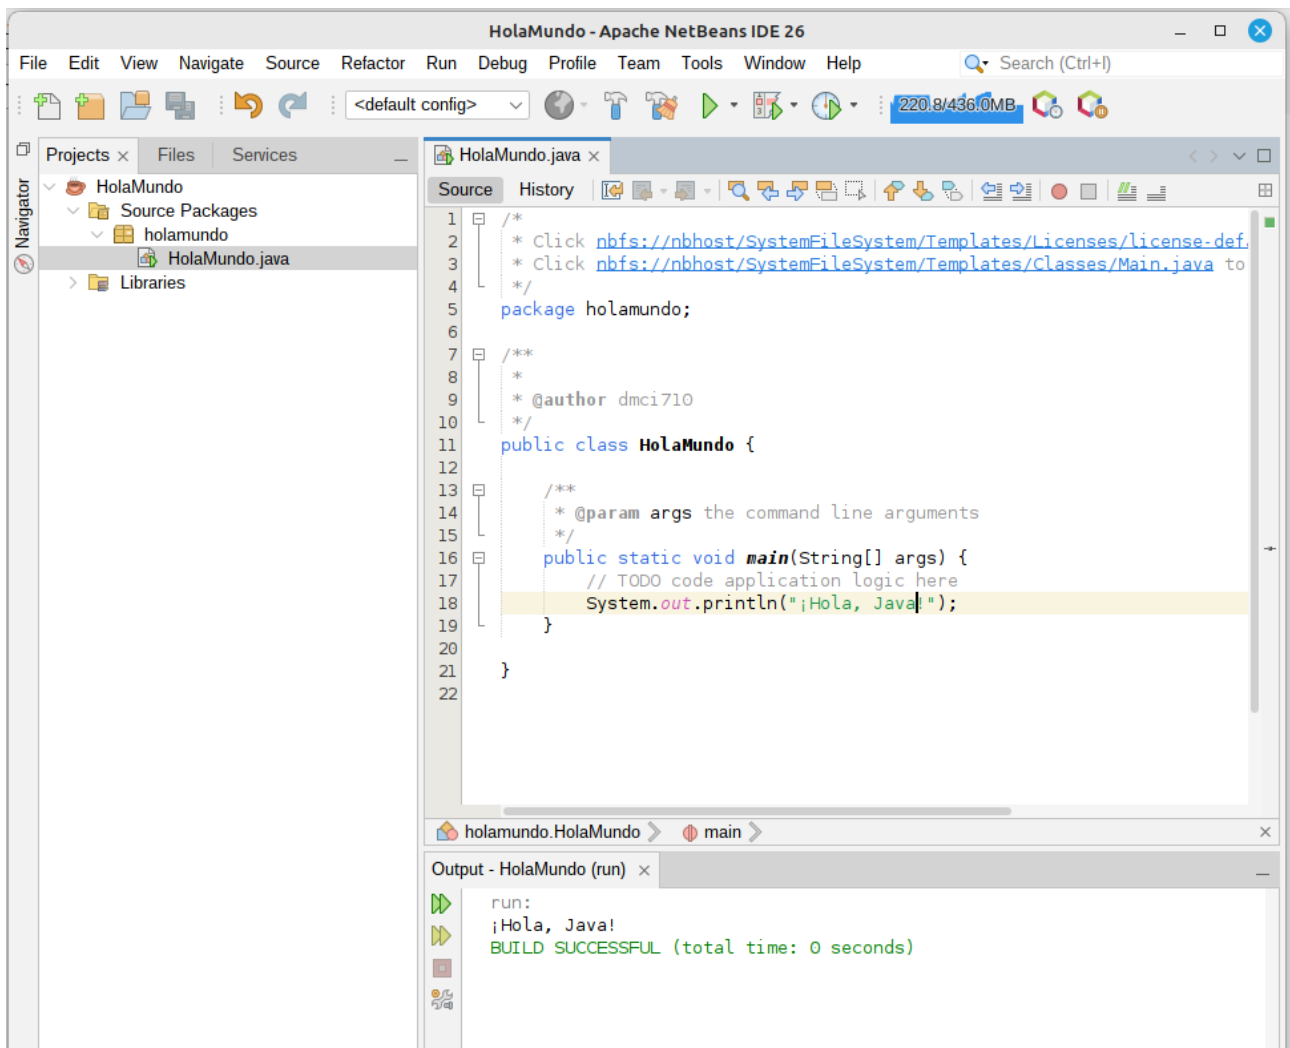 HolaMundo - Apache NetBeans IDE 26
File Edit View Navigate Source Refactor Run Debug Profile Team Tools Window Help Search (Ctrl+I)
<default config> 220.8/436.0MB
Projects Files Services
Navigator
HolaMundo
Source Packages
holamundo
HolaMundo.java
Libraries
HolaMundo.java
Source History
1 /*
2 * Click nbfs://nbhost/SystemFileSystem/Templates/Licenses/license-def
3 * Click nbfs://nbhost/SystemFileSystem/Templates/Classes/Main.java to
4 */
5 package holamundo;
6
7 /**
8 *
9 * @author dmci710
10 */
11 public class HolaMundo {
12
13 /**
14 * @param args the command line arguments
15 */
16 public static void main(String[] args) {
17 // TODO code application logic here
18 System.out.println("¡Hola, Java!");
19 }
20
21 }
22
holamundo.HolaMundo main
Output - HolaMundo (run)
run:
¡Hola, Java!
BUILD SUCCESSFUL (total time: 0 seconds)